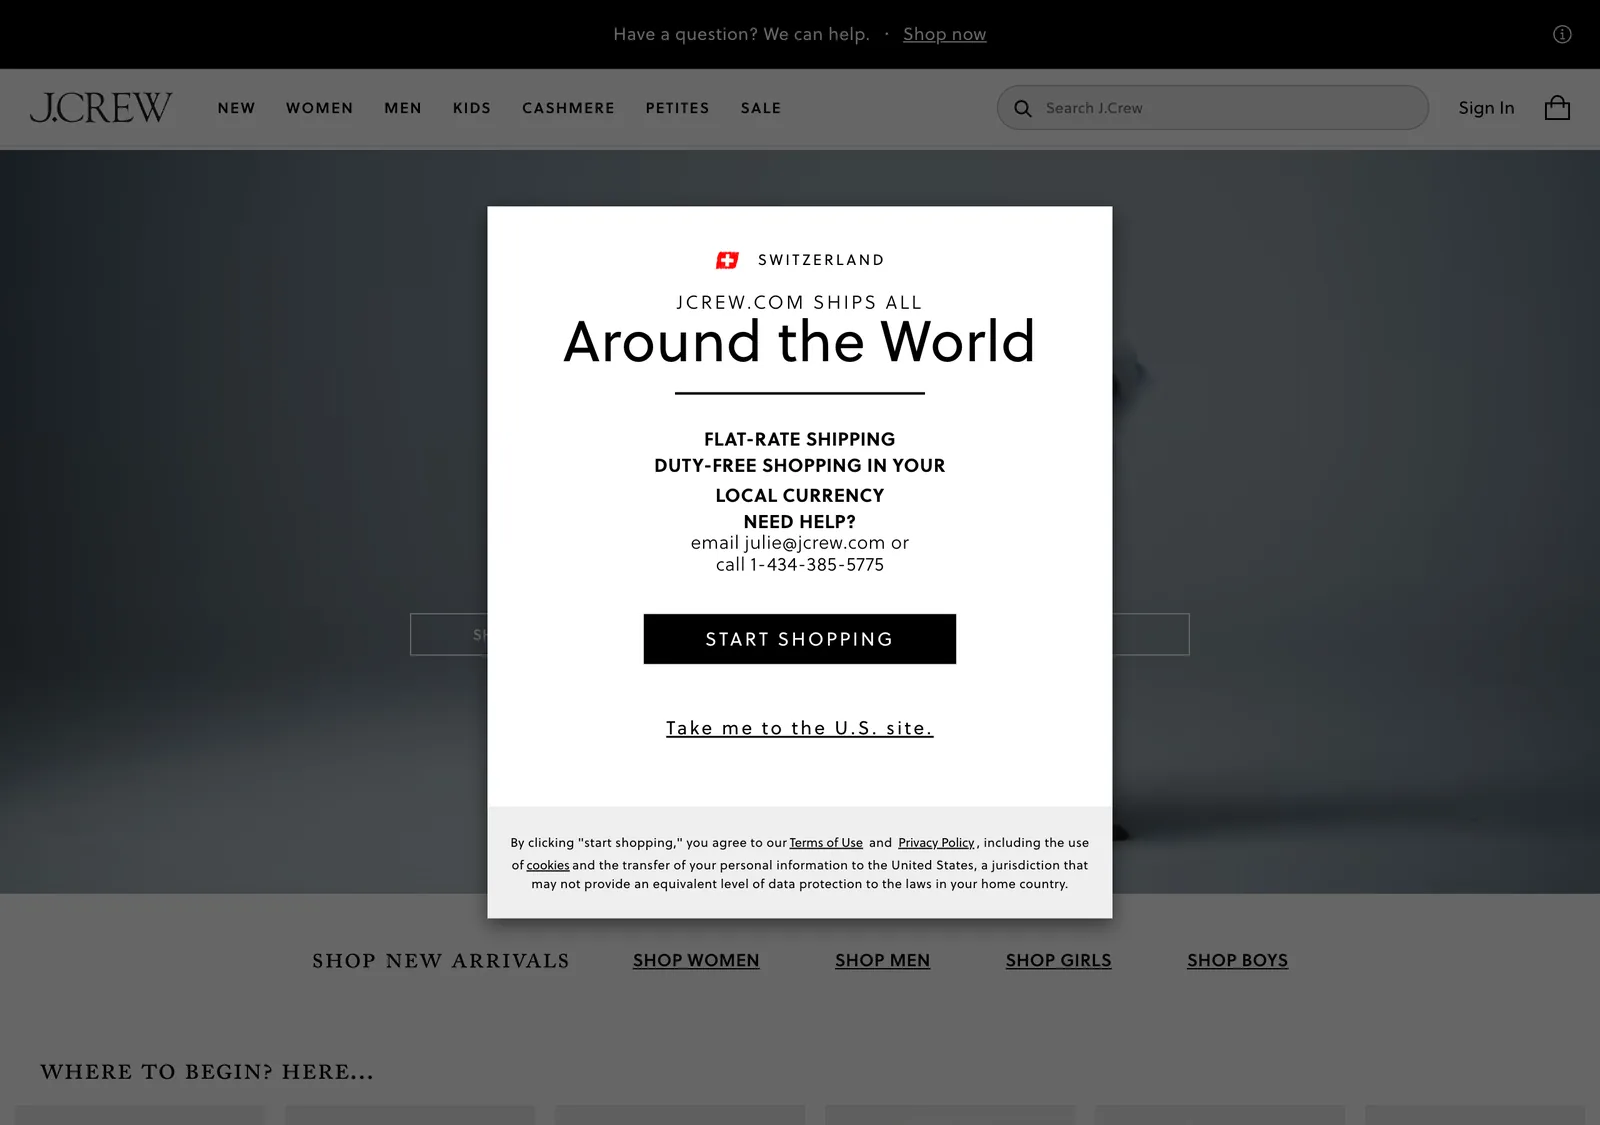 Have a question? We can help. · Shop now
J.CREW NEW WOMEN MEN KIDS CASHMERE PETITES SALE Search J.Crew Sign In
SWITZERLAND
JCREW.COM SHIPS ALL
Around the World
FLAT-RATE SHIPPING
DUTY-FREE SHOPPING IN YOUR
LOCAL CURRENCY
NEED HELP?
email julie@jcrew.com or
call 1-434-385-5775
START SHOPPING
Take me to the U.S. site.
By clicking "start shopping," you agree to our Terms of Use and Privacy Policy, including the use
of cookies and the transfer of your personal information to the United States, a jurisdiction that
may not provide an equivalent level of data protection to the laws in your home country.
SHOP NEW ARRIVALS SHOP WOMEN SHOP MEN SHOP GIRLS SHOP BOYS
WHERE TO BEGIN? HERE...